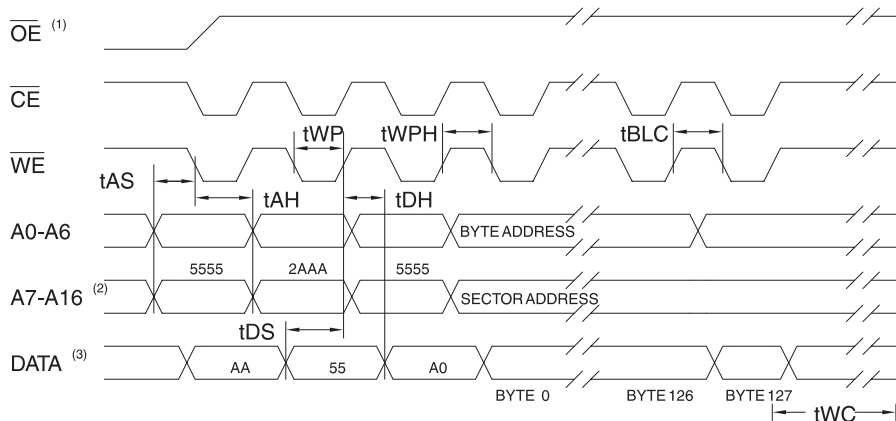 OE (1)
CE
tWP tWPH tBLC
WE
tAS
tAH tDH
A0-A6 BYTE ADDRESS
5555 2AAA 5555
A7-A16 (2) SECTOR ADDRESS
tDS
DATA (3) AA 55 A0
BYTE 0 BYTE 126 BYTE 127
tWC